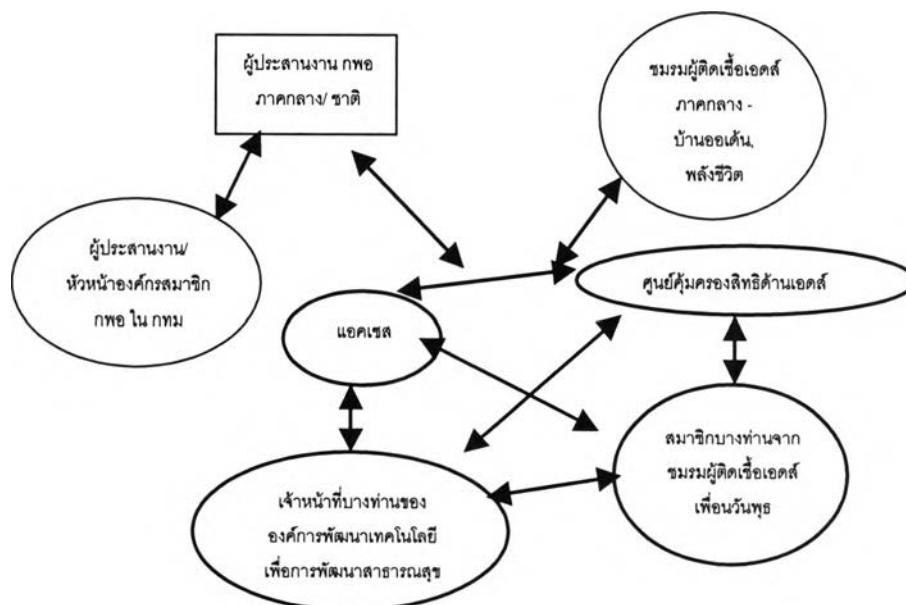 ผู้ประสานงาน กพอ
ภาคกลาง/ ชาติ
ชมรมผู้ติดเชื้อเอดส์
ภาคกลาง -
บ้านออเด้น,
พลังชีวิต
ผู้ประสานงาน/
หัวหน้าองค์กรสมาชิก
กพอ ใน กทม
ศูนย์คุ้มครองสิทธิด้านเอดส์
แอคเซส
สมาชิกบางท่านจาก
ชมรมผู้ติดเชื้อเอดส์
เพื่อนวันพุธ
เจ้าหน้าที่บางท่านของ
องค์การพัฒนาเทคโนโลยี
เพื่อการพัฒนาสาธารณสุข